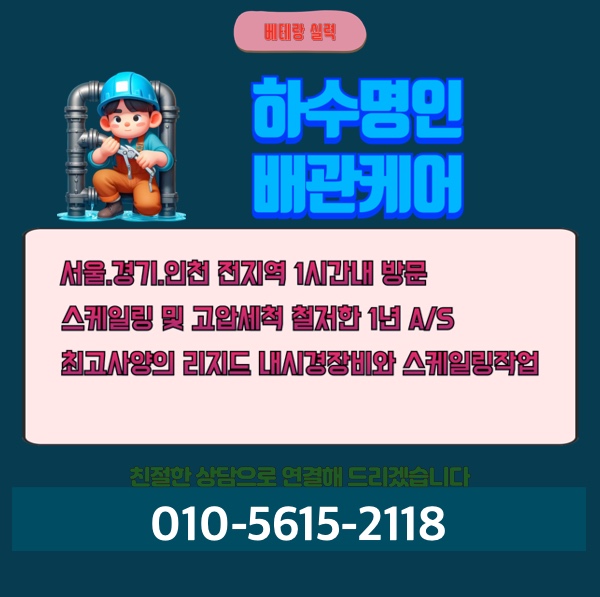 베테랑 실력
하수명인
배관케어
서울.경기.인천 전지역 1시간내 방문
스케일링 및 고압세척 철저한 1년 A/S
최고사양의 리지드 내시경장비와 스케일링작업
친절한 상담으로 연결해 드리겠습니다
010-5615-2118